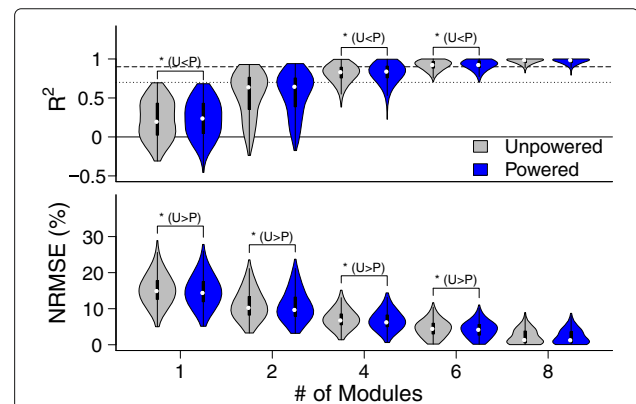 * (U<P)
* (U<P)
* (U<P)
1
0.5
0
−0.5
R²
Unpowered
Powered
* (U>P)
* (U>P)
* (U>P)
* (U>P)
30
20
10
0
NRMSE (%)
1 2 4 6 8
# of Modules